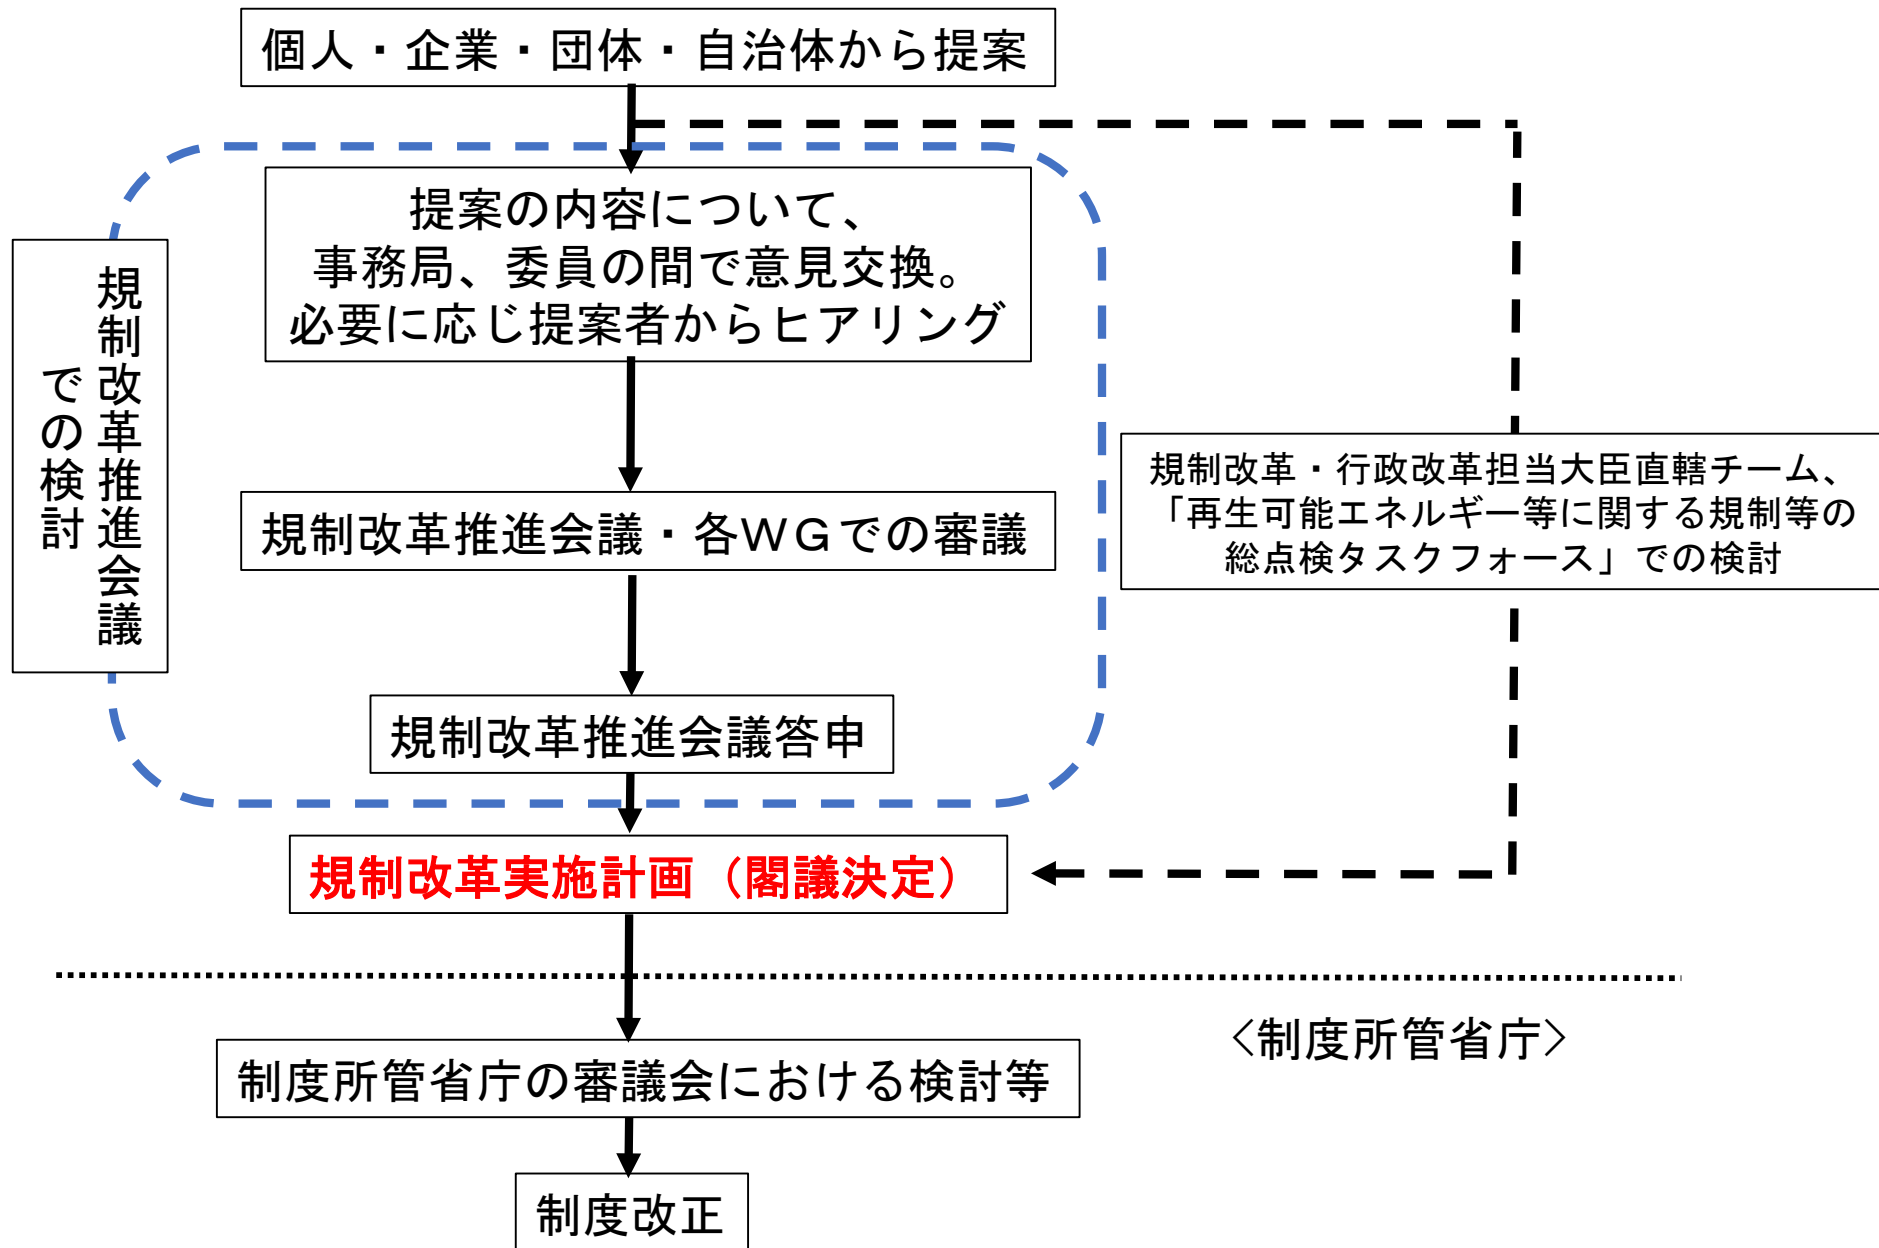 個人・企業・団体・自治体から提案
提案の内容について、
事務局、委員の間で意見交換。
必要に応じ提案者からヒアリング
規制改革推進会議
での検討
規制改革・行政改革担当大臣直轄チーム、
「再生可能エネルギー等に関する規制等の
総点検タスクフォース」での検討
規制改革推進会議・各ＷＧでの審議
規制改革推進会議答申
規制改革実施計画（閣議決定）
＜制度所管省庁＞
制度所管省庁の審議会における検討等
制度改正